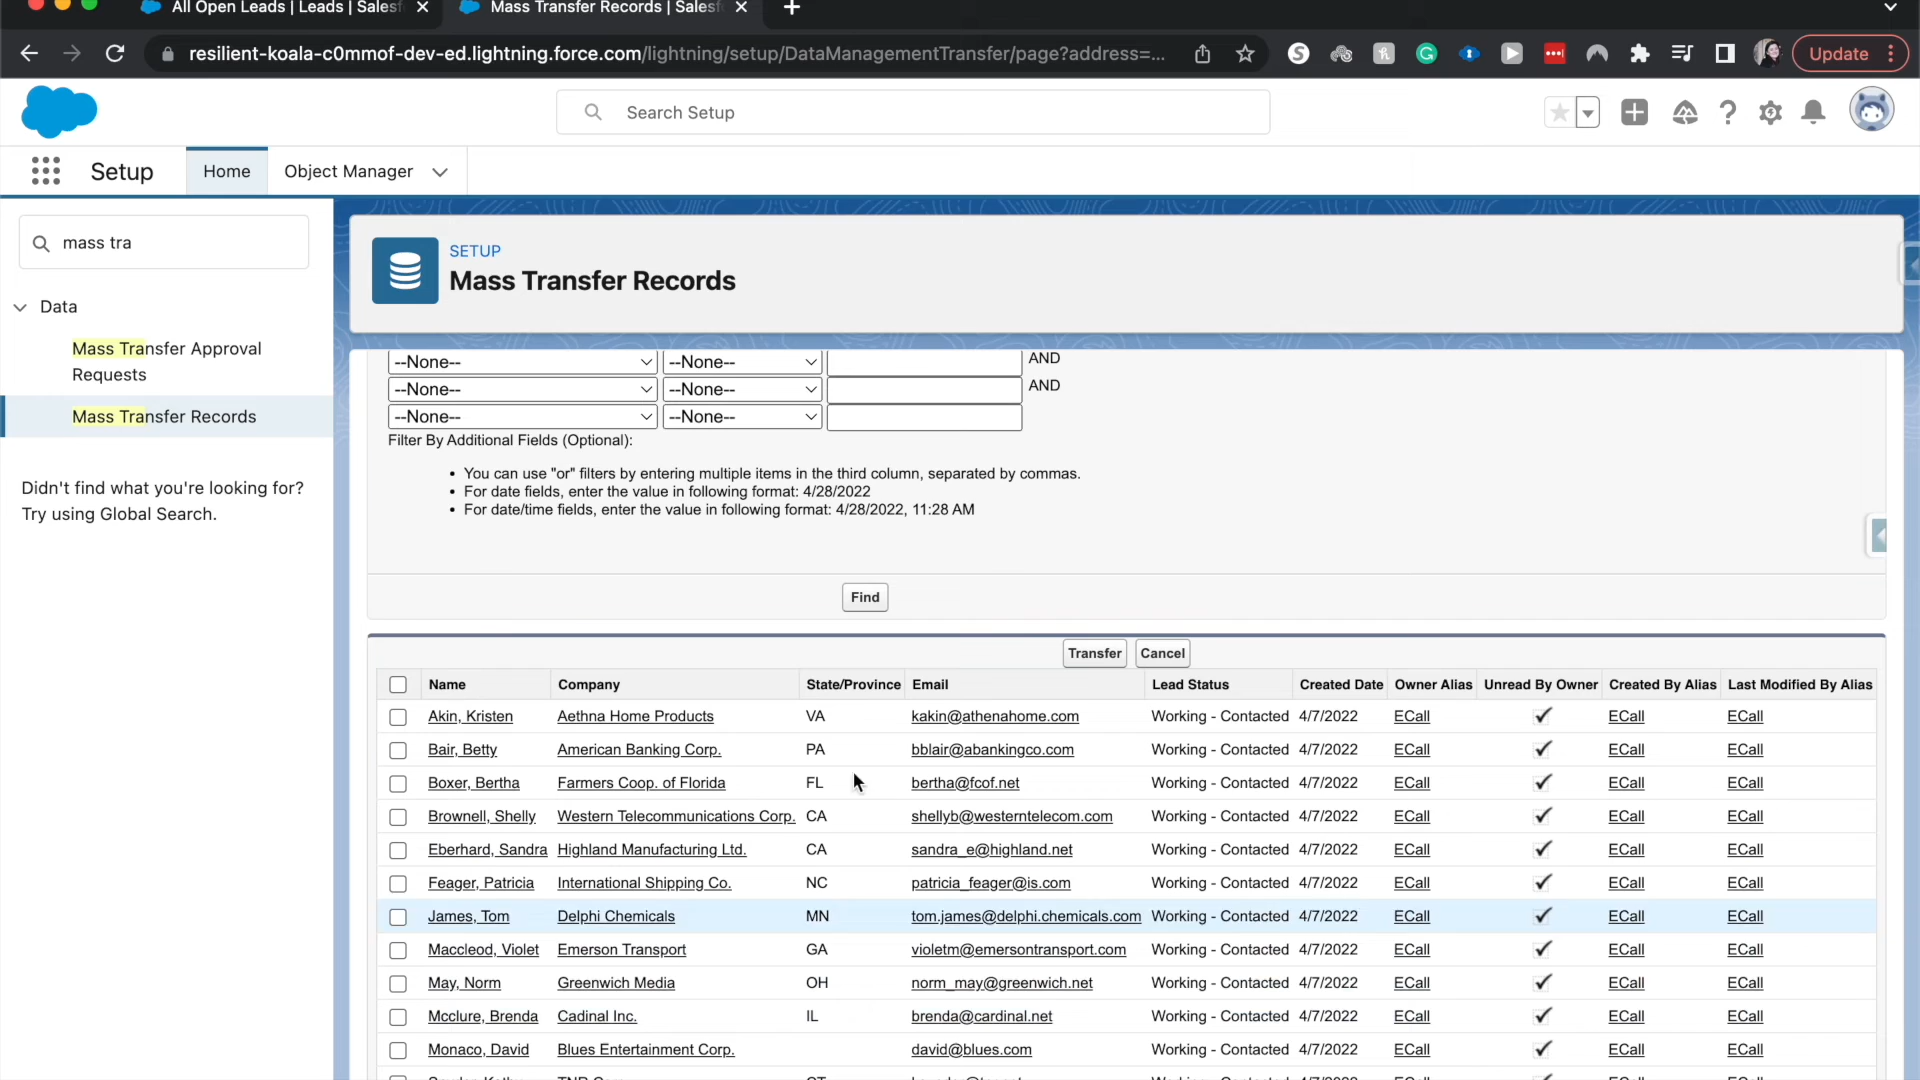 All Open Leads | Leads | Salesf
Mass Transfer Records | Salesf
resilient-koala-c0mmof-dev-ed.lightning.force.com/lightning/setup/DataManagementTransfer/page?address=...
Update
Search Setup
Setup
Home
Object Manager
mass tra
Data
Mass Transfer Approval
Requests
Mass Transfer Records
Didn't find what you're looking for?
Try using Global Search.
SETUP
Mass Transfer Records
--None-- --None-- AND
--None-- --None-- AND
--None-- --None--
Filter By Additional Fields (Optional):
• You can use "or" filters by entering multiple items in the third column, separated by commas.
• For date fields, enter the value in following format: 4/28/2022
• For date/time fields, enter the value in following format: 4/28/2022, 11:28 AM
Find
Transfer Cancel
Name Company State/Province Email Lead Status Created Date Owner Alias Unread By Owner Created By Alias Last Modified By Alias
Akin, Kristen Aethna Home Products VA kakin@athenahome.com Working - Contacted 4/7/2022 ECall ECall ECall
Bair, Betty American Banking Corp. PA bblair@abankingco.com Working - Contacted 4/7/2022 ECall ECall ECall
Boxer, Bertha Farmers Coop. of Florida FL bertha@fcof.net Working - Contacted 4/7/2022 ECall ECall ECall
Brownell, Shelly Western Telecommunications Corp. CA shellyb@westerntelecom.com Working - Contacted 4/7/2022 ECall ECall ECall
Eberhard, Sandra Highland Manufacturing Ltd. CA sandra_e@highland.net Working - Contacted 4/7/2022 ECall ECall ECall
Feager, Patricia International Shipping Co. NC patricia_feager@is.com Working - Contacted 4/7/2022 ECall ECall ECall
James, Tom Delphi Chemicals MN tom.james@delphi.chemicals.com Working - Contacted 4/7/2022 ECall ECall ECall
Maccleod, Violet Emerson Transport GA violetm@emersontransport.com Working - Contacted 4/7/2022 ECall ECall ECall
May, Norm Greenwich Media OH norm_may@greenwich.net Working - Contacted 4/7/2022 ECall ECall ECall
Mcclure, Brenda Cadinal Inc. IL brenda@cardinal.net Working - Contacted 4/7/2022 ECall ECall ECall
Monaco, David Blues Entertainment Corp. david@blues.com Working - Contacted 4/7/2022 ECall ECall ECall